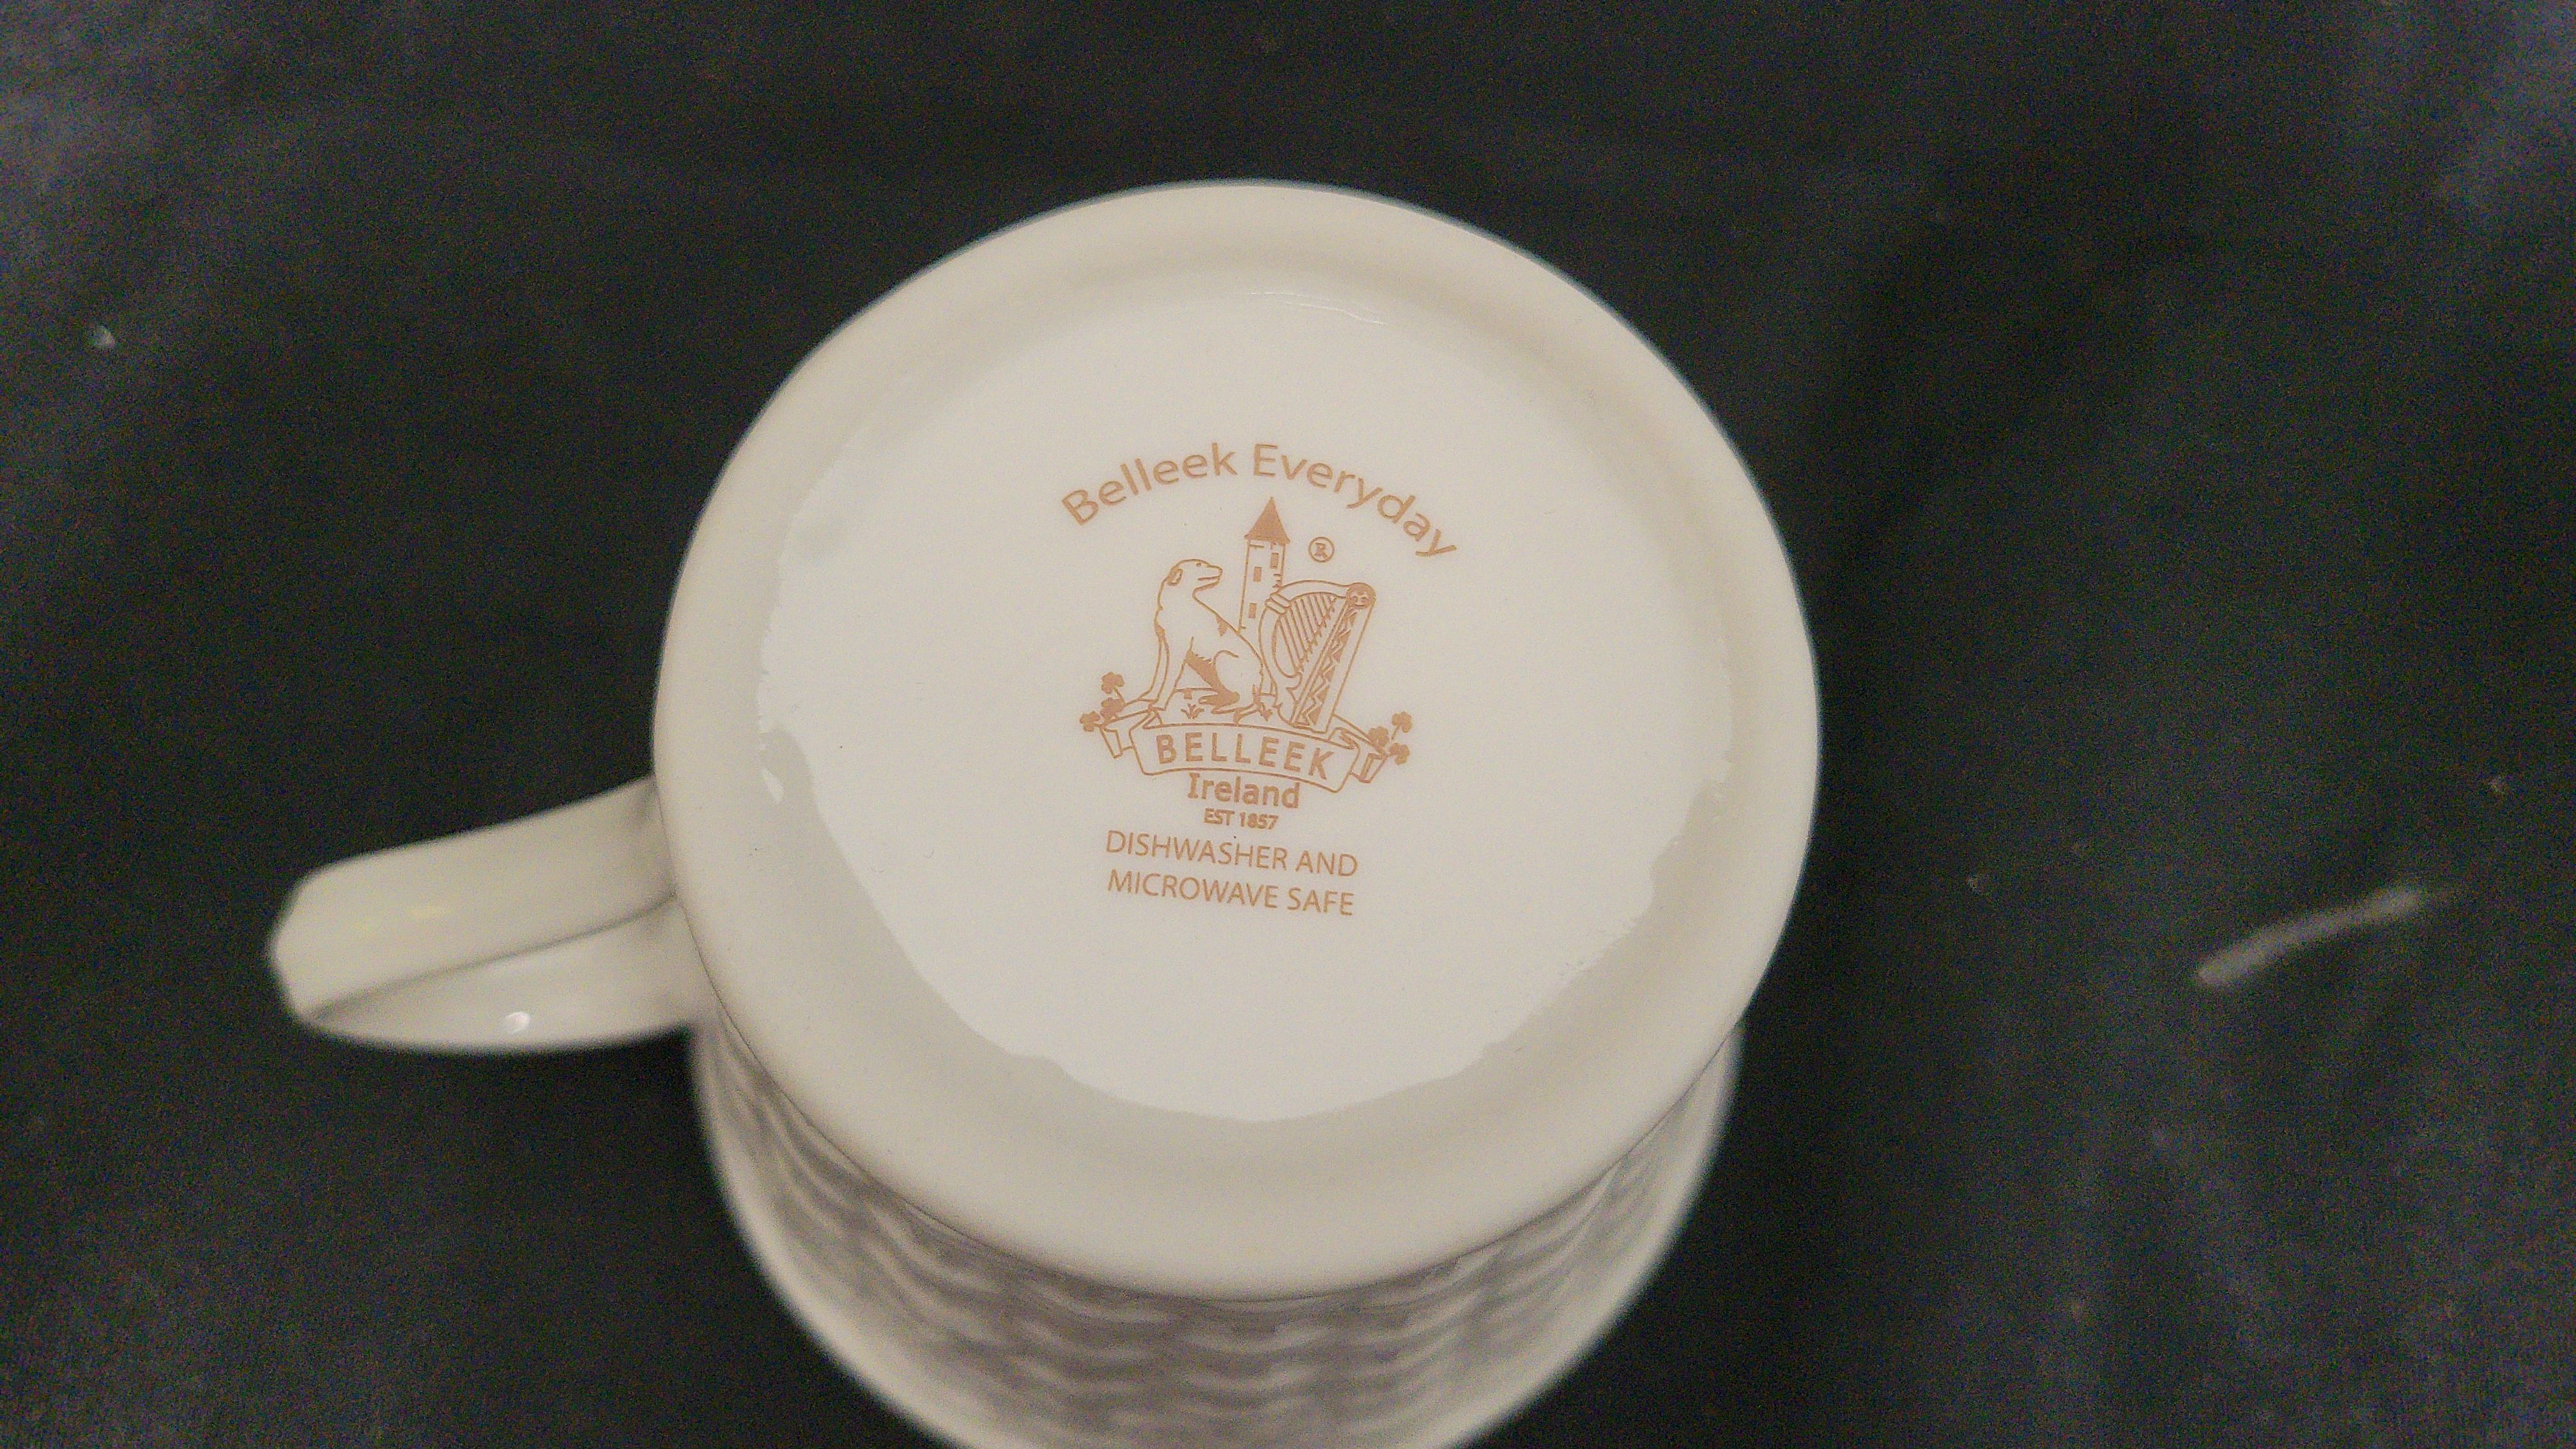 Belleek Everyday
®
BELLEEK
Ireland
EST 1857
DISHWASHER AND
MICROWAVE SAFE